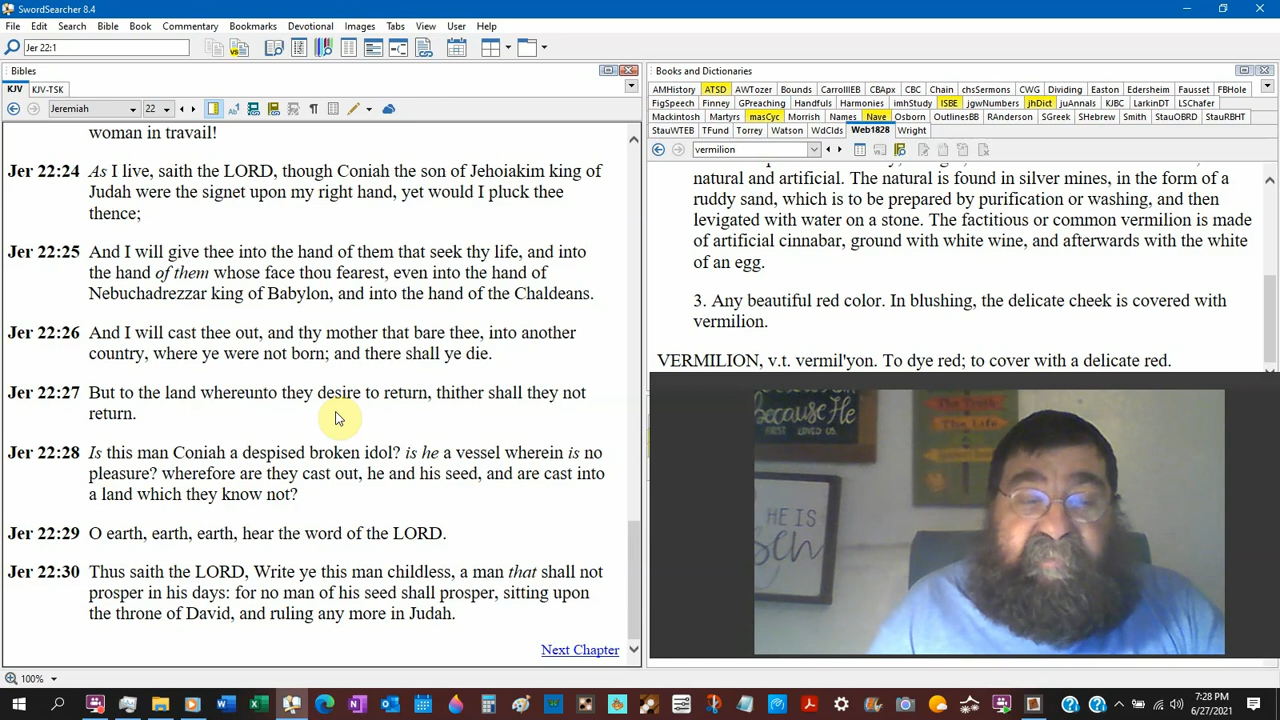 SwordSearcher 8.4
File Edit Search Bible Book Commentary Bookmarks Devotional Images Tabs View User Help
Jer 22:1
Bibles
KJV KJV-TSK
Jeremiah 22
woman in travail!
Jer 22:24 As I live, saith the LORD, though Coniah the son of Jehoiakim king of
Judah were the signet upon my right hand, yet would I pluck thee
thence;
Jer 22:25 And I will give thee into the hand of them that seek thy life, and into
the hand of them whose face thou fearest, even into the hand of
Nebuchadrezzar king of Babylon, and into the hand of the Chaldeans.
Jer 22:26 And I will cast thee out, and thy mother that bare thee, into another
country, where ye were not born; and there shall ye die.
Jer 22:27 But to the land whereunto they desire to return, thither shall they not
return.
Jer 22:28 Is this man Coniah a despised broken idol? is he a vessel wherein is no
pleasure? wherefore are they cast out, he and his seed, and are cast into
a land which they know not?
Jer 22:29 O earth, earth, earth, hear the word of the LORD.
Jer 22:30 Thus saith the LORD, Write ye this man childless, a man that shall not
prosper in his days: for no man of his seed shall prosper, sitting upon
the throne of David, and ruling any more in Judah.
Next Chapter
100%
Books and Dictionaries
AMHistory ATSD AWTozer Bounds CarrollIEB CBApx CBC Chain chsSermons CWG Dividing Easton Edersheim Fausset FBHole
FigSpeech Finney GPreaching Handfuls Harmonies imhStudy ISBE jgwNumbers jhDict juAnnals KJBC LarkinDT LSChafer
Mackintosh Martyrs masCyc Morrish Names Nave Osborn OutlinesBB RAnderson SGreek SHebrew Smith StauOBRD StauRBHT
StauWTEB TFund Torrey Watson WdClds Web1828 Wright
vermilion
natural and artificial. The natural is found in silver mines, in the form of a
ruddy sand, which is to be prepared by purification or washing, and then
levigated with water on a stone. The factitious or common vermilion is made
of artificial cinnabar, ground with white wine, and afterwards with the white
of an egg.
3. Any beautiful red color. In blushing, the delicate cheek is covered with
vermilion.
VERMILION, v.t. vermil'yon. To dye red; to cover with a delicate red.
because He
FIRST LOVED US.
The Truth
The Life
HE IS
7:28 PM
6/27/2021